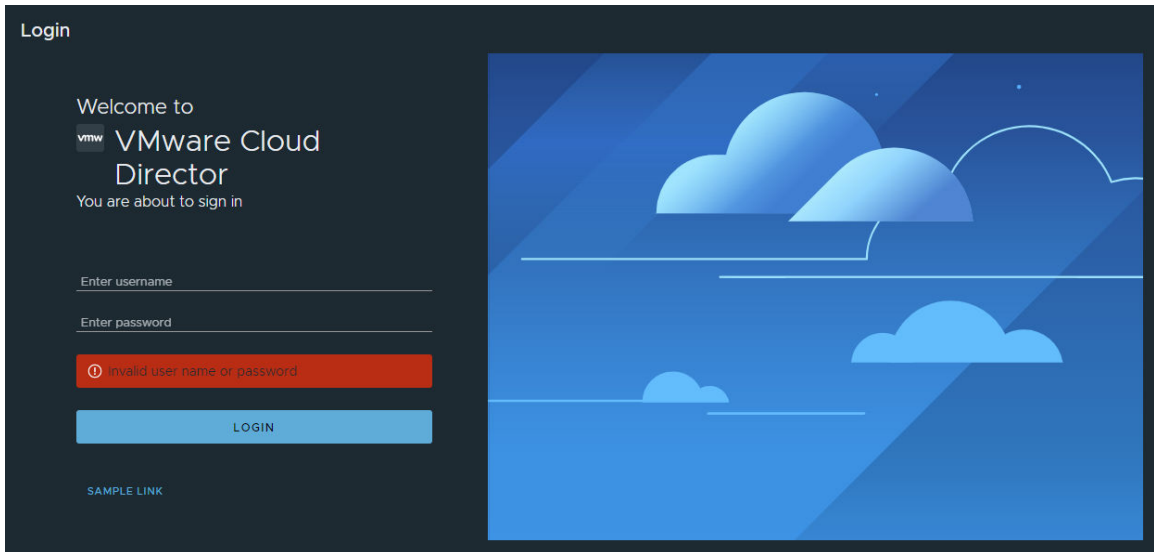 Login
Welcome to
vmw VMware Cloud
Director
You are about to sign in
Enter username
Enter password
Invalid user name or password
LOGIN
SAMPLE LINK